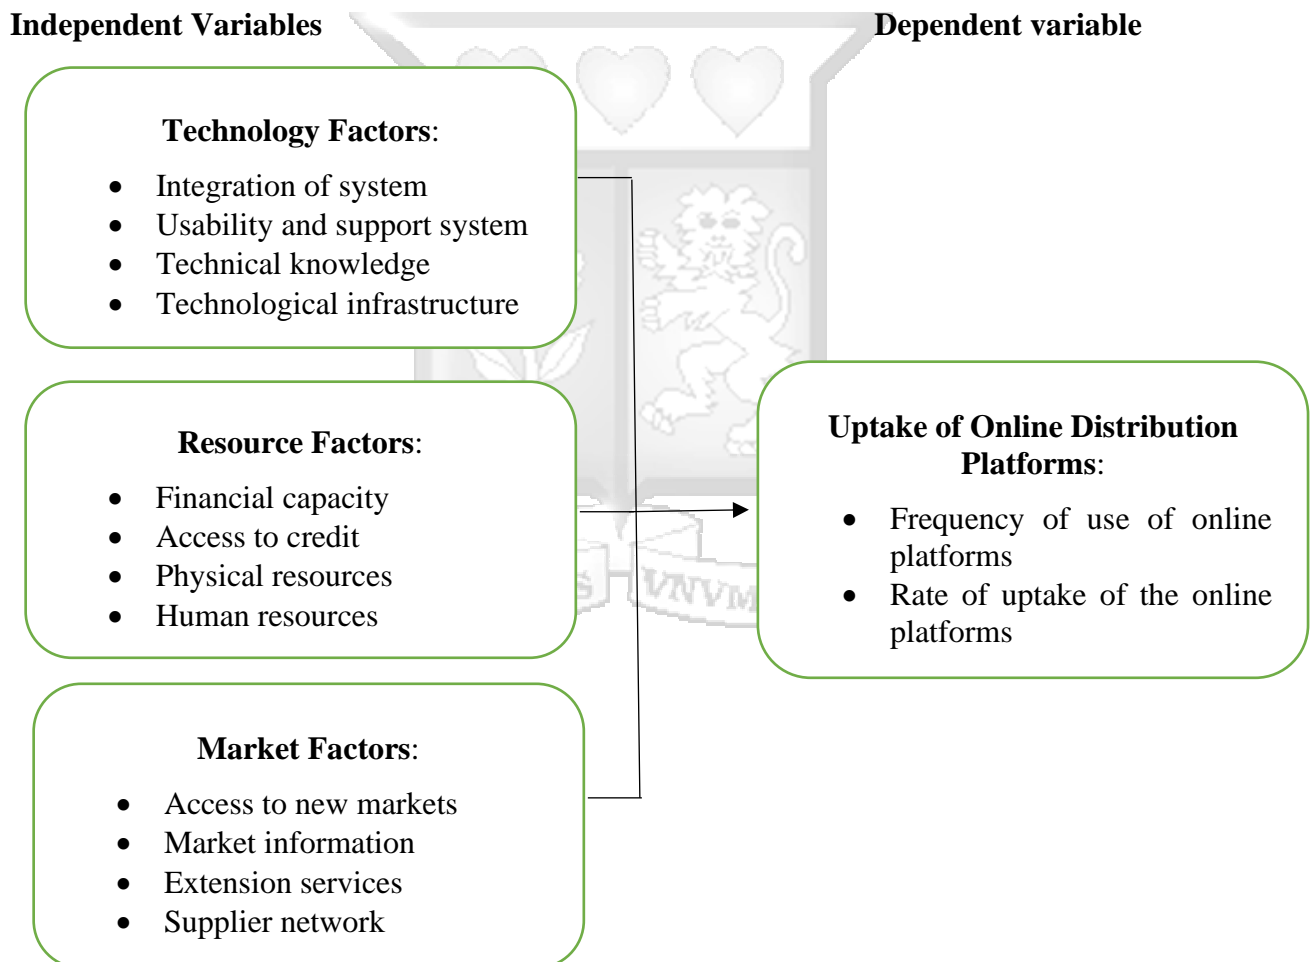 Independent Variables
Dependent variable
Technology Factors:
• Integration of system
• Usability and support system
• Technical knowledge
• Technological infrastructure
Resource Factors:
• Financial capacity
• Access to credit
• Physical resources
• Human resources
Market Factors:
• Access to new markets
• Market information
• Extension services
• Supplier network
Uptake of Online Distribution
Platforms:
• Frequency of use of online
platforms
• Rate of uptake of the online
platforms